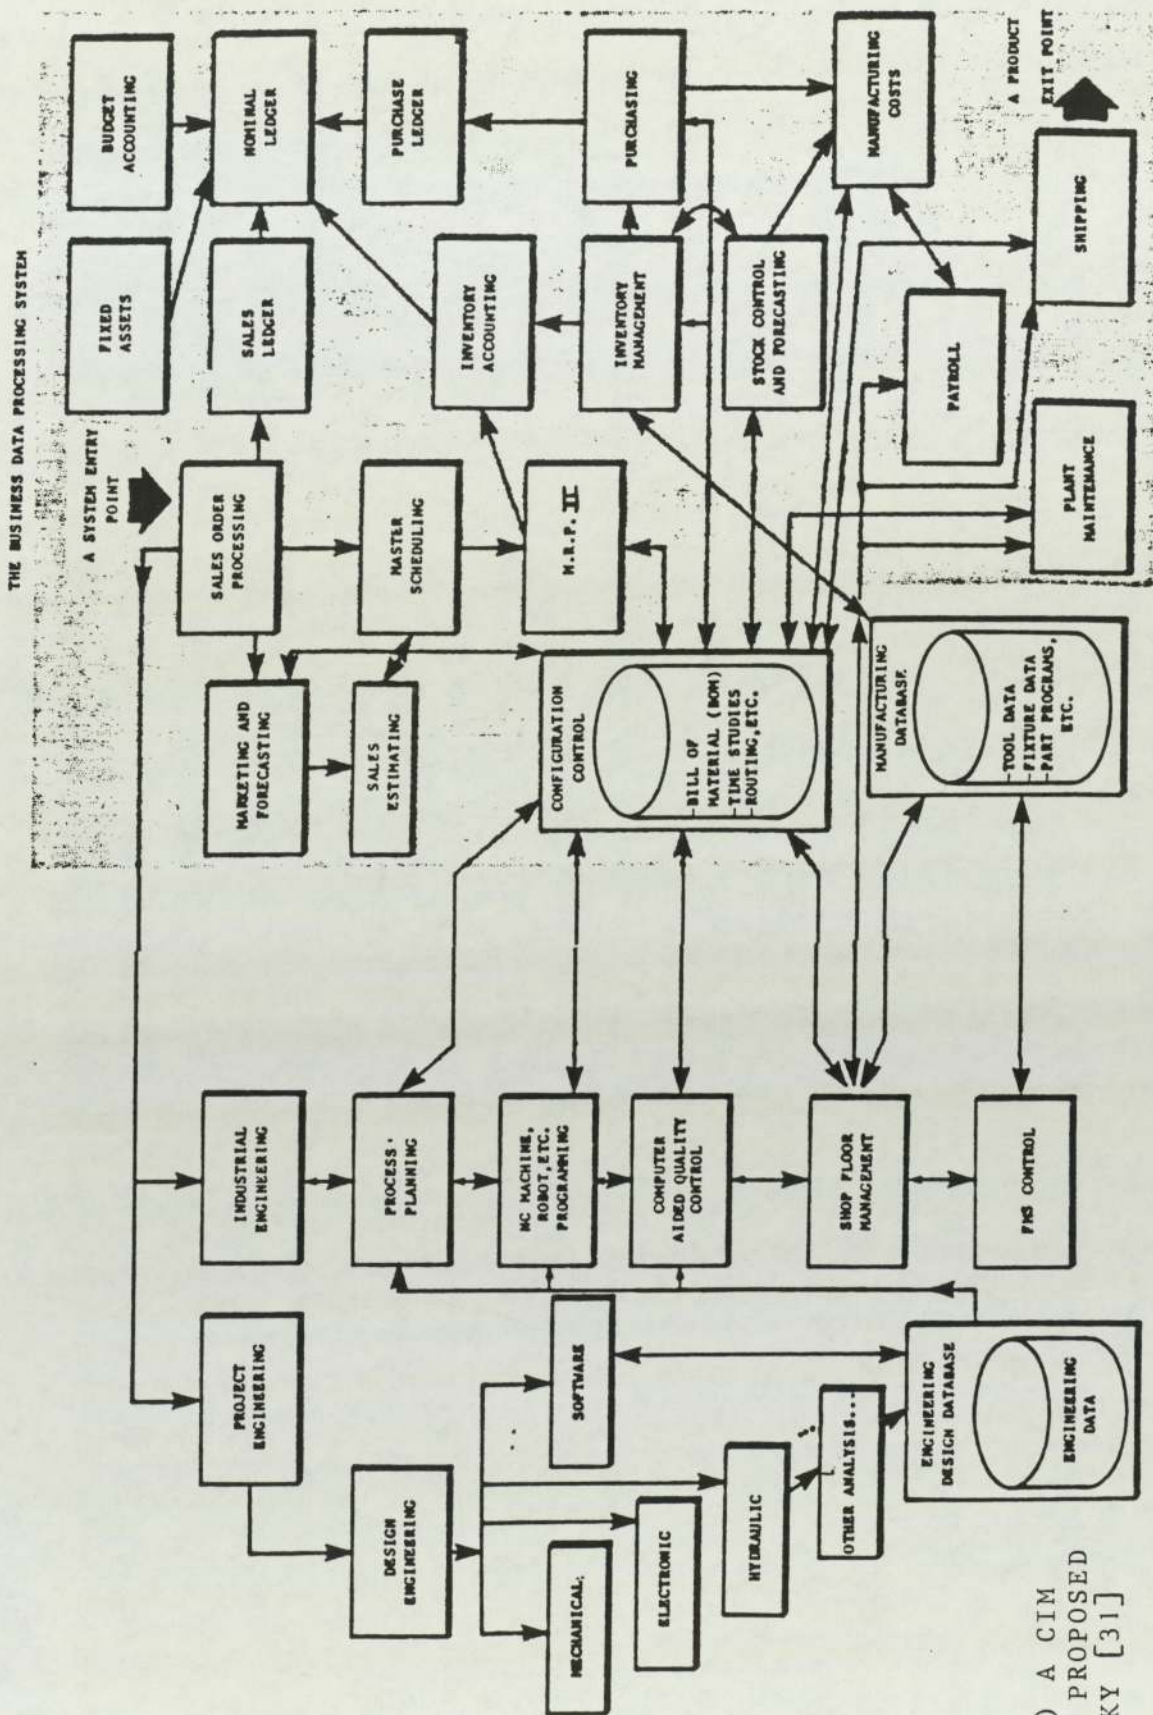 THE BUSINESS DATA PROCESSING SYSTEM
A SYSTEM ENTRY
POINT
BUDGET
ACCOUNTING
FIXED
ASSETS
NOMINAL
LEDGER
SALES
LEDGER
PURCHASE
LEDGER
SALES ORDER
PROCESSING
MARKETING AND
FORECASTING
MASTER
SCHEDULING
SALES
ESTIMATING
INVENTORY
ACCOUNTING
M.R.P. II
PURCHASING
INVENTORY
MANAGEMENT
STOCK CONTROL
AND FORECASTING
MANUFACTURING
COSTS
PAYROLL
PLANT
MAINTENANCE
SHIPPING
A PRODUCT
EXIT POINT
CONFIGURATION
CONTROL
-BILL OF
MATERIAL (BOM)
-TIME STUDIES
-ROUTING,ETC.
MANUFACTURING
DATABASE
-TOOL DATA
-FIXTURE DATA
-PART PROGRAMS,
ETC.
INDUSTRIAL
ENGINEERING
PROCESS'
PLANNING
NC MACHINE,
ROBOT,ETC.
PROGRAMMING
COMPUTER
AIDED QUALITY
CONTROL
SHOP FLOOR
MANAGEMENT
FMS CONTROL
PROJECT
ENGINEERING
DESIGN
ENGINEERING
MECHANICAL
ELECTRONIC
SOFTWARE
HYDRAULIC
OTHER ANALYSIS...
ENGINEERING
DESIGN DATABASE
ENGINEERING
DATA
A CIM
PROPOSED
[31]